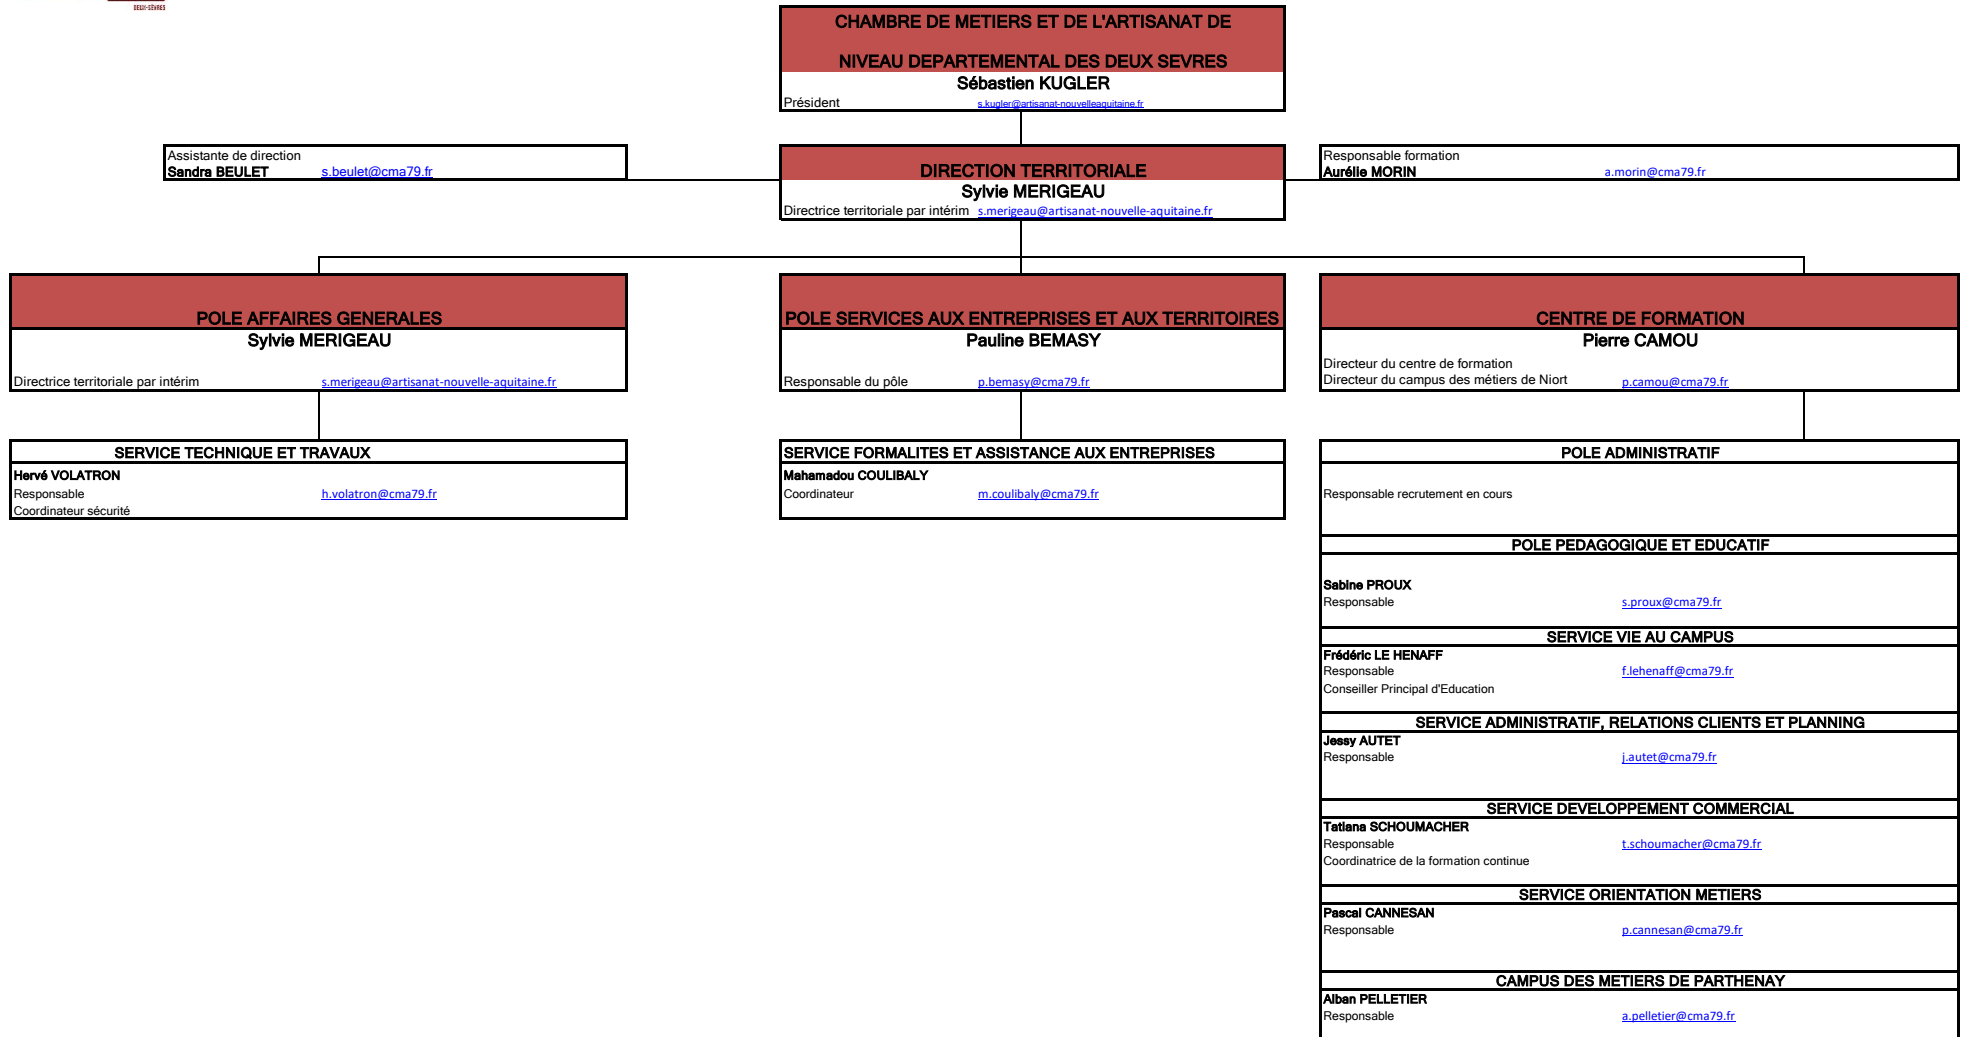 DEUX-SÈVRES
CHAMBRE DE METIERS ET DE L'ARTISANAT DE
NIVEAU DEPARTEMENTAL DES DEUX SEVRES
Sébastien KUGLER
Président s.kugler@artisanat-nouvelleaquitaine.fr
Assistante de direction
Sandra BEULET s.beulet@cma79.fr
DIRECTION TERRITORIALE
Sylvie MERIGEAU
Directrice territoriale par intérim s.merigeau@artisanat-nouvelle-aquitaine.fr
Responsable formation
Aurélie MORIN a.morin@cma79.fr
POLE AFFAIRES GENERALES
Sylvie MERIGEAU
Directrice territoriale par intérim s.merigeau@artisanat-nouvelle-aquitaine.fr
POLE SERVICES AUX ENTREPRISES ET AUX TERRITOIRES
Pauline BEMASY
Responsable du pôle p.bemasy@cma79.fr
CENTRE DE FORMATION
Pierre CAMOU
Directeur du centre de formation
Directeur du campus des métiers de Niort p.camou@cma79.fr
SERVICE TECHNIQUE ET TRAVAUX
Hervé VOLATRON
Responsable h.volatron@cma79.fr
Coordinateur sécurité
SERVICE FORMALITES ET ASSISTANCE AUX ENTREPRISES
Mahamadou COULIBALY
Coordinateur m.coulibaly@cma79.fr
POLE ADMINISTRATIF
Responsable recrutement en cours
POLE PEDAGOGIQUE ET EDUCATIF
Sabine PROUX
Responsable s.proux@cma79.fr
SERVICE VIE AU CAMPUS
Frédéric LE HENAFF
Responsable f.lehenaff@cma79.fr
Conseiller Principal d'Education
SERVICE ADMINISTRATIF, RELATIONS CLIENTS ET PLANNING
Jessy AUTET
Responsable j.autet@cma79.fr
SERVICE DEVELOPPEMENT COMMERCIAL
Tatiana SCHOUMACHER
Responsable t.schoumacher@cma79.fr
Coordinatrice de la formation continue
SERVICE ORIENTATION METIERS
Pascal CANNESAN
Responsable p.cannesan@cma79.fr
CAMPUS DES METIERS DE PARTHENAY
Alban PELLETIER
Responsable a.pelletier@cma79.fr